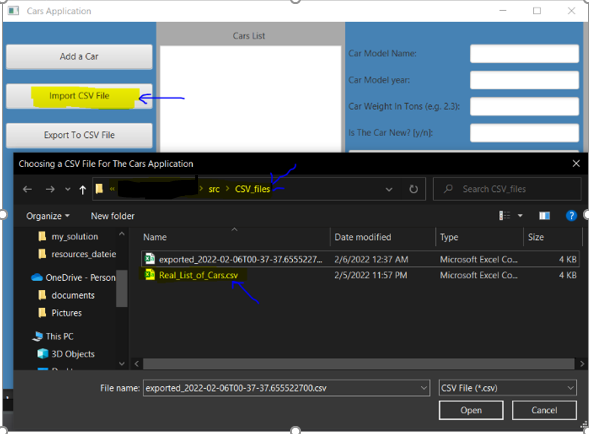 Cars Application
Cars List
Add a Car
Import CSV File
Export To CSV File
Car Model Name:
Car Model year:
Car Weight in Tons (e.g. 2.3):
Is The Car New? [y/n]:
Choosing a CSV File For The Cars Application
« src › CSV_files
Search CSV_files
Organize
New folder
Name Date modified Type Size
my_solution
resources_dateie
OneDrive - Person
documents
Pictures
This PC
3D Objects
exported_2022-02-06T00-37-37.6555227... 2/6/2022 12:37 AM Microsoft Excel Co... 4 KB
Real_List_of_Cars.csv 2/5/2022 11:57 PM Microsoft Excel Co... 4 KB
File name: exported_2022-02-06T00-37-37.655522700.csv CSV File (*.csv)
Open Cancel